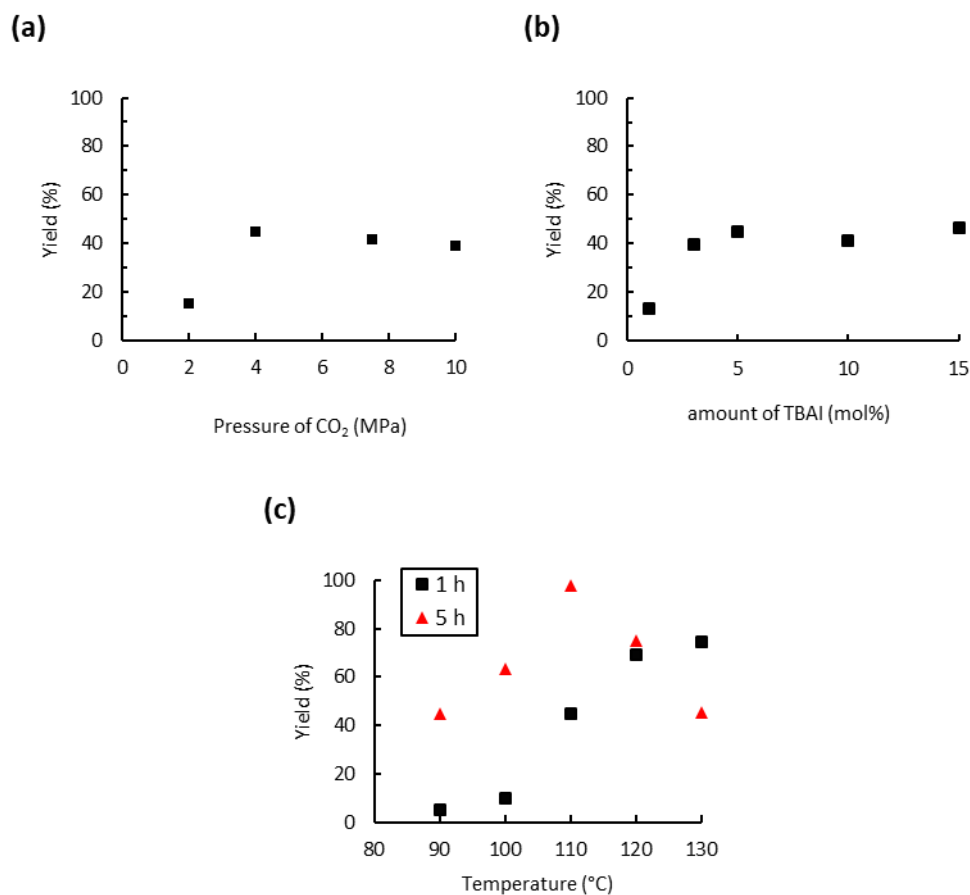 (a)
Yield (%)
100
80
60
40
20
0
0 2 4 6 8 10
Pressure of CO₂ (MPa)
(b)
Yield (%)
100
80
60
40
20
0
0 5 10 15
amount of TBAI (mol%)
(c)
Yield (%)
100
80
60
40
20
0
1 h
5 h
80 90 100 110 120 130
Temperature (°C)